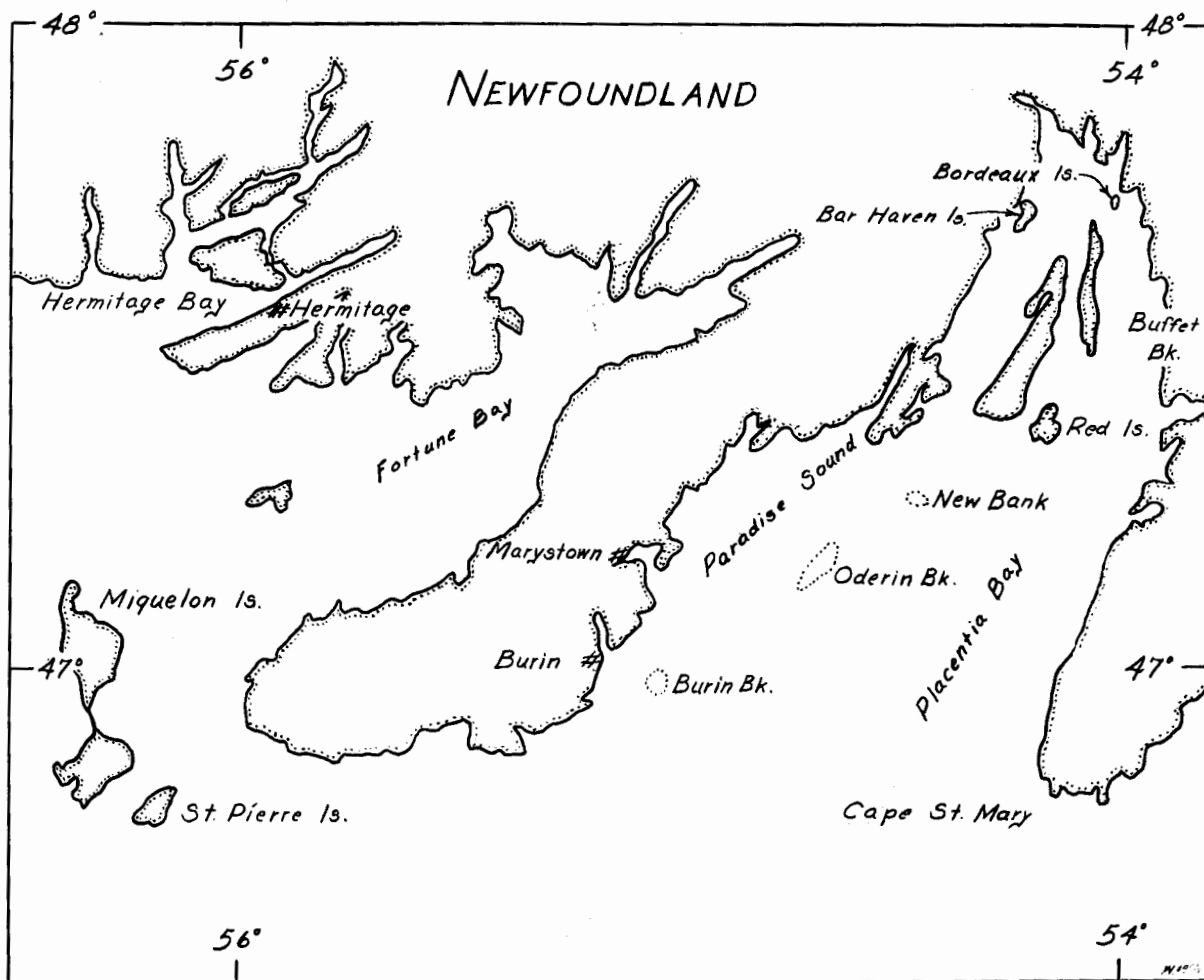 48°
48°
56°
54°
NEWFOUNDLAND
Bordeaux Is.
Bar Haven Is.
Hermitage Bay
#Hermitage
Buffet
Bk.
Fortune Bay
Red Is.
Paradise Sound
New Bank
Marystown #
Oderin Bk.
Miquelon Is.
Placentia Bay
47°
Burin #
47°
Burin Bk.
St. Pierre Is.
Cape St. Mary
56°
54°